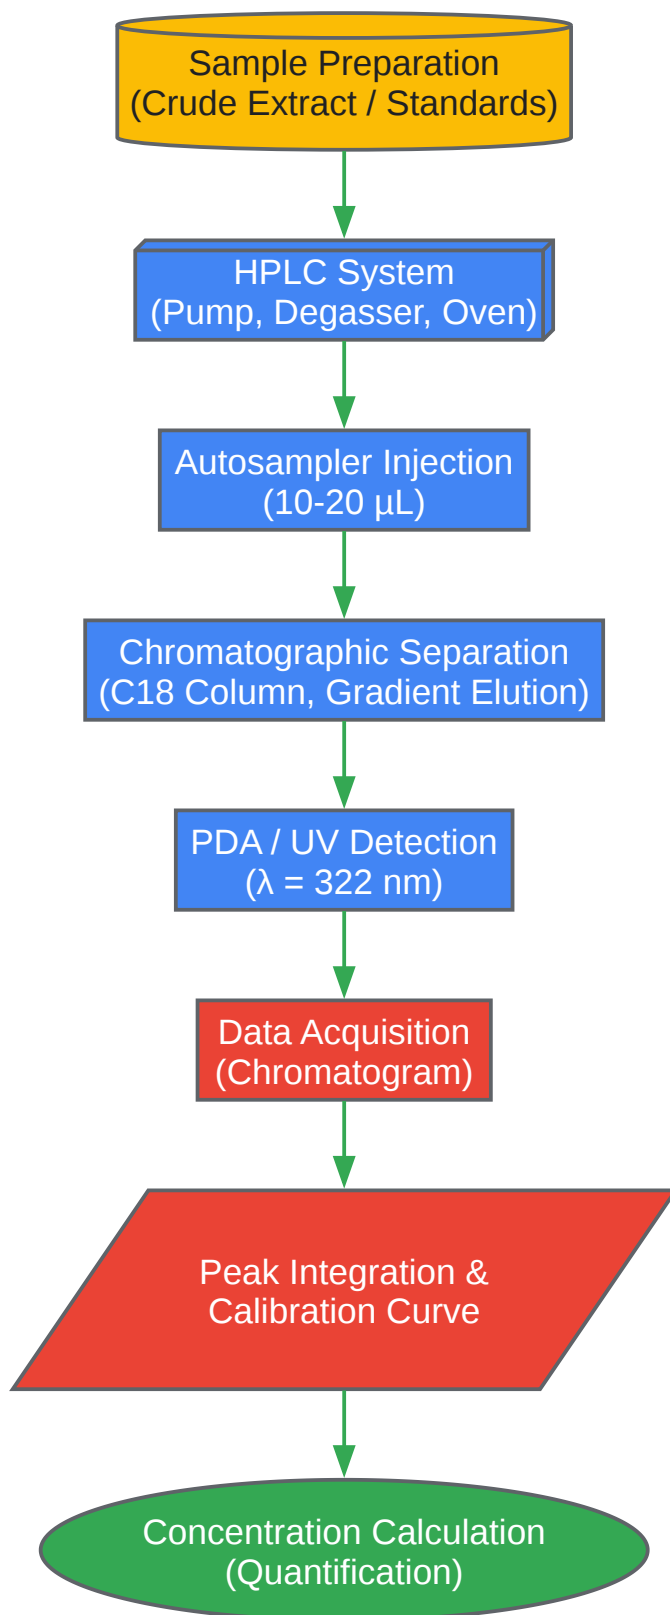 Sample Preparation
(Crude Extract / Standards)
HPLC System
(Pump, Degasser, Oven)
Autosampler Injection
(10-20 µL)
Chromatographic Separation
(C18 Column, Gradient Elution)
PDA / UV Detection
(λ = 322 nm)
Data Acquisition
(Chromatogram)
Peak Integration &
Calibration Curve
Concentration Calculation
(Quantification)